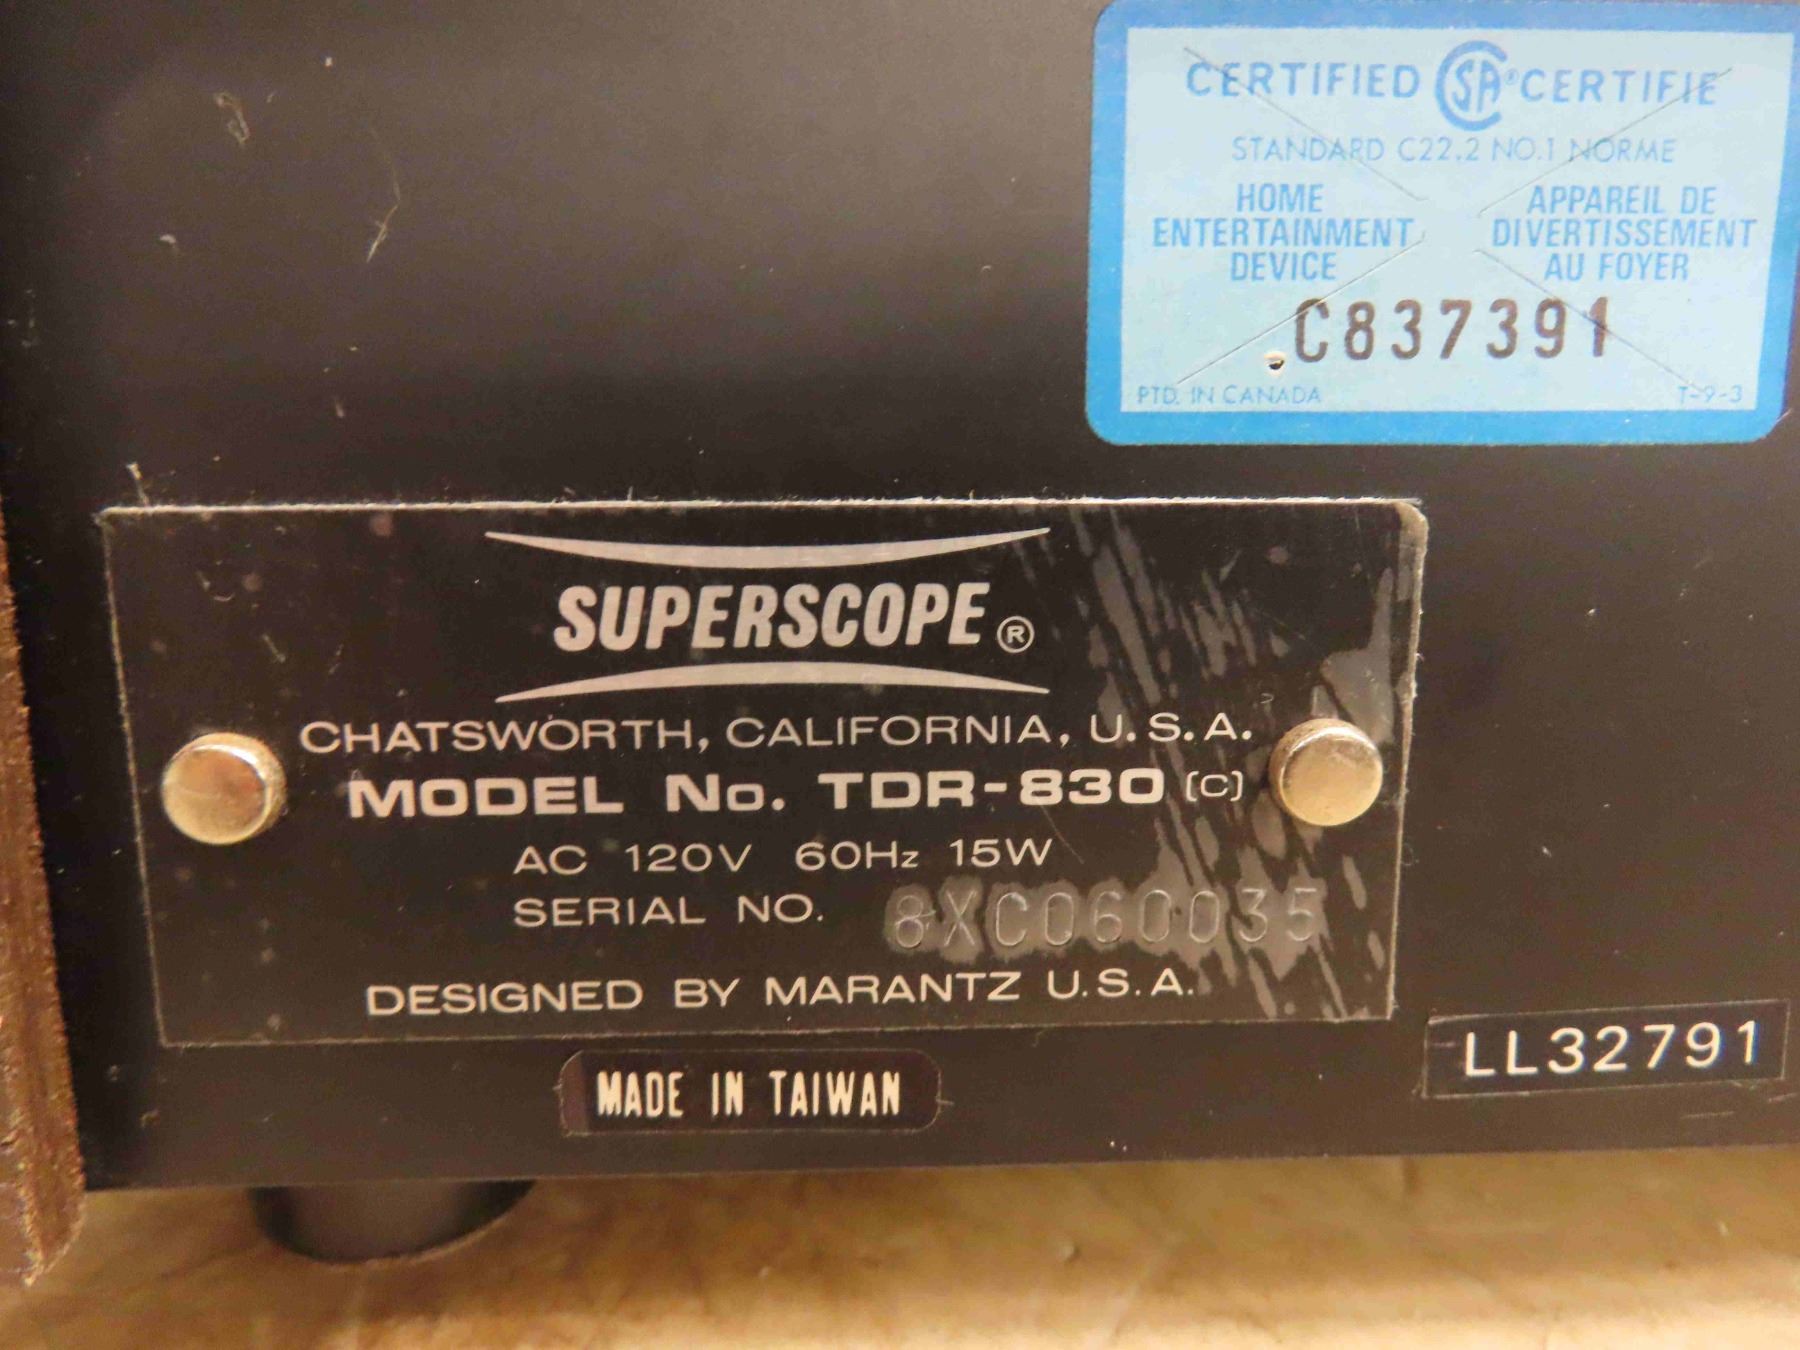 CERTIFIED CSA® CERTIFIE
STANDARD C22.2 NO.1 NORME
HOME ENTERTAINMENT DEVICE
APPAREIL DE DIVERTISSEMENT AU FOYER
C837391
PTD. IN CANADA T-9-3
SUPERSCOPE®
CHATSWORTH, CALIFORNIA, U.S.A.
MODEL No. TDR-830 (C)
AC 120V 60Hz 15W
SERIAL NO. 8XC060035
DESIGNED BY MARANTZ U.S.A.
MADE IN TAIWAN
LL32791